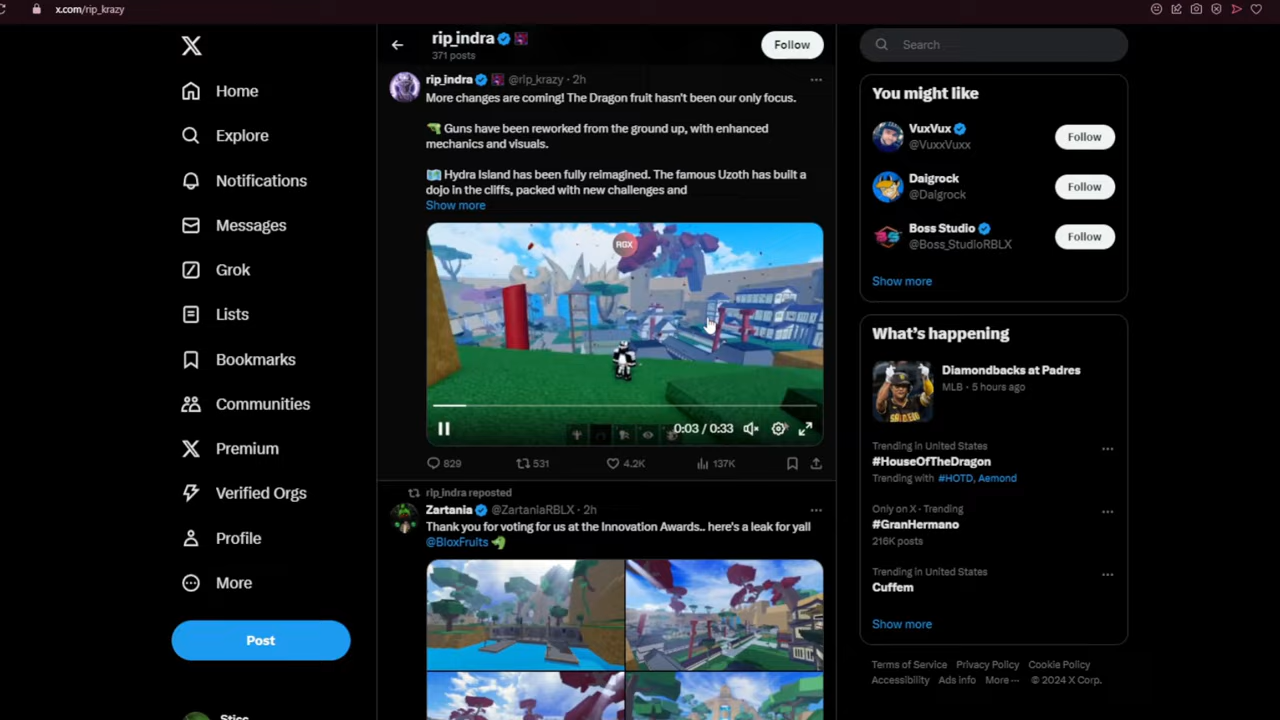 x.com/rip_krazy
Home
Explore
Notifications
Messages
Grok
Lists
Bookmarks
Communities
Premium
Verified Orgs
Profile
More
Post
rip_indra
371 posts
Follow
rip_indra @rip_krazy · 2h
More changes are coming! The Dragon fruit hasn't been our only focus.
Guns have been reworked from the ground up, with enhanced
mechanics and visuals.
Hydra Island has been fully reimagined. The famous Uzoth has built a
dojo in the cliffs, packed with new challenges and
Show more
RGX
0:03 / 0:33
829 531 4.2K 137K
rip_indra reposted
Zartania @ZartaniaRBLX · 2h
Thank you for voting for us at the Innovation Awards.. here's a leak for yall
@BloxFruits
Search
You might like
VuxVux
@VuxxVuxx
Follow
Daigrock
@Daigrock
Follow
Boss Studio
@Boss_StudioRBLX
Follow
Show more
What's happening
Diamondbacks at Padres
MLB · 5 hours ago
Trending in United States
#HouseOfTheDragon
Trending with #HOTD, Aemond
Only on X · Trending
#GranHermano
216K posts
Trending in United States
Cuffem
Show more
Terms of Service Privacy Policy Cookie Policy
Accessibility Ads info More ··· © 2024 X Corp.